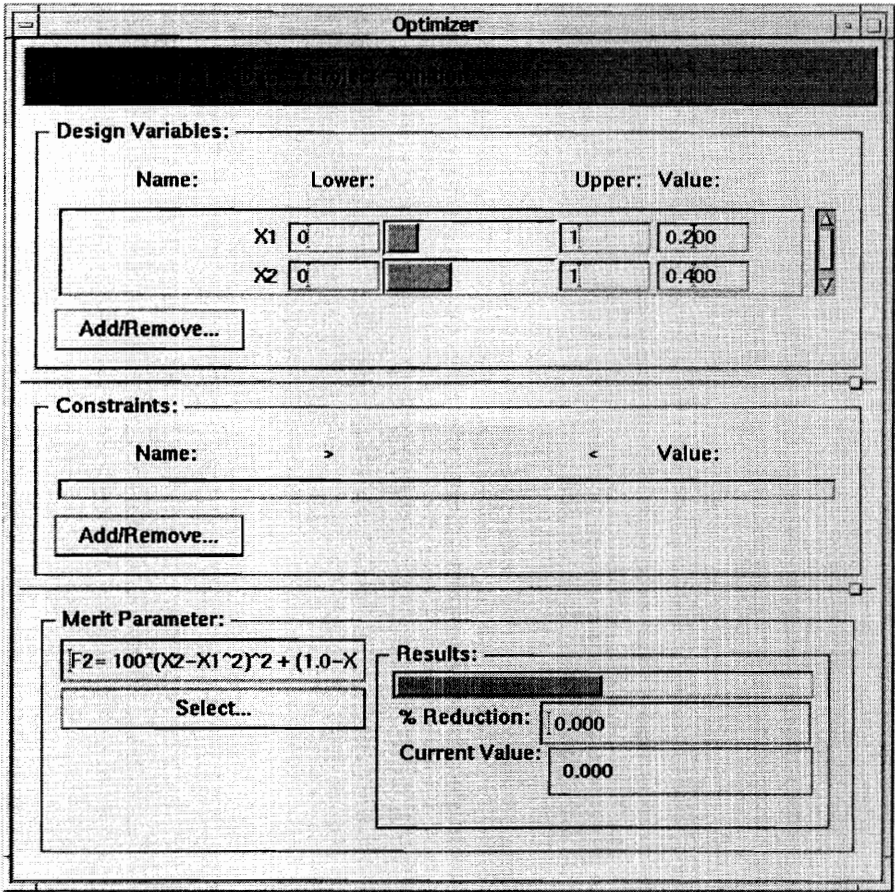 Optimizer
Design Variables:
Name: Lower: Upper: Value:
X1 0 1 0.200
X2 0 1 0.400
Add/Remove...
Constraints:
Name: > < Value:
Add/Remove...
Merit Parameter:
F2= 100*(X2-X1^2)^2 + (1.0-X
Select...
Results:
% Reduction: 0.000
Current Value: 0.000